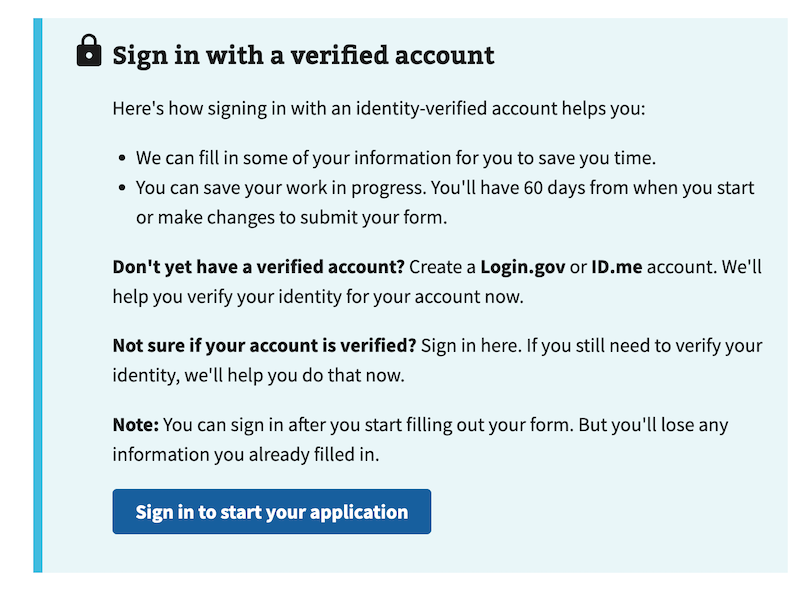 Sign in with a verified account
Here's how signing in with an identity-verified account helps you:
• We can fill in some of your information for you to save you time.
• You can save your work in progress. You'll have 60 days from when you start
or make changes to submit your form.
Don't yet have a verified account? Create a Login.gov or ID.me account. We'll
help you verify your identity for your account now.
Not sure if your account is verified? Sign in here. If you still need to verify your
identity, we'll help you do that now.
Note: You can sign in after you start filling out your form. But you'll lose any
information you already filled in.
Sign in to start your application